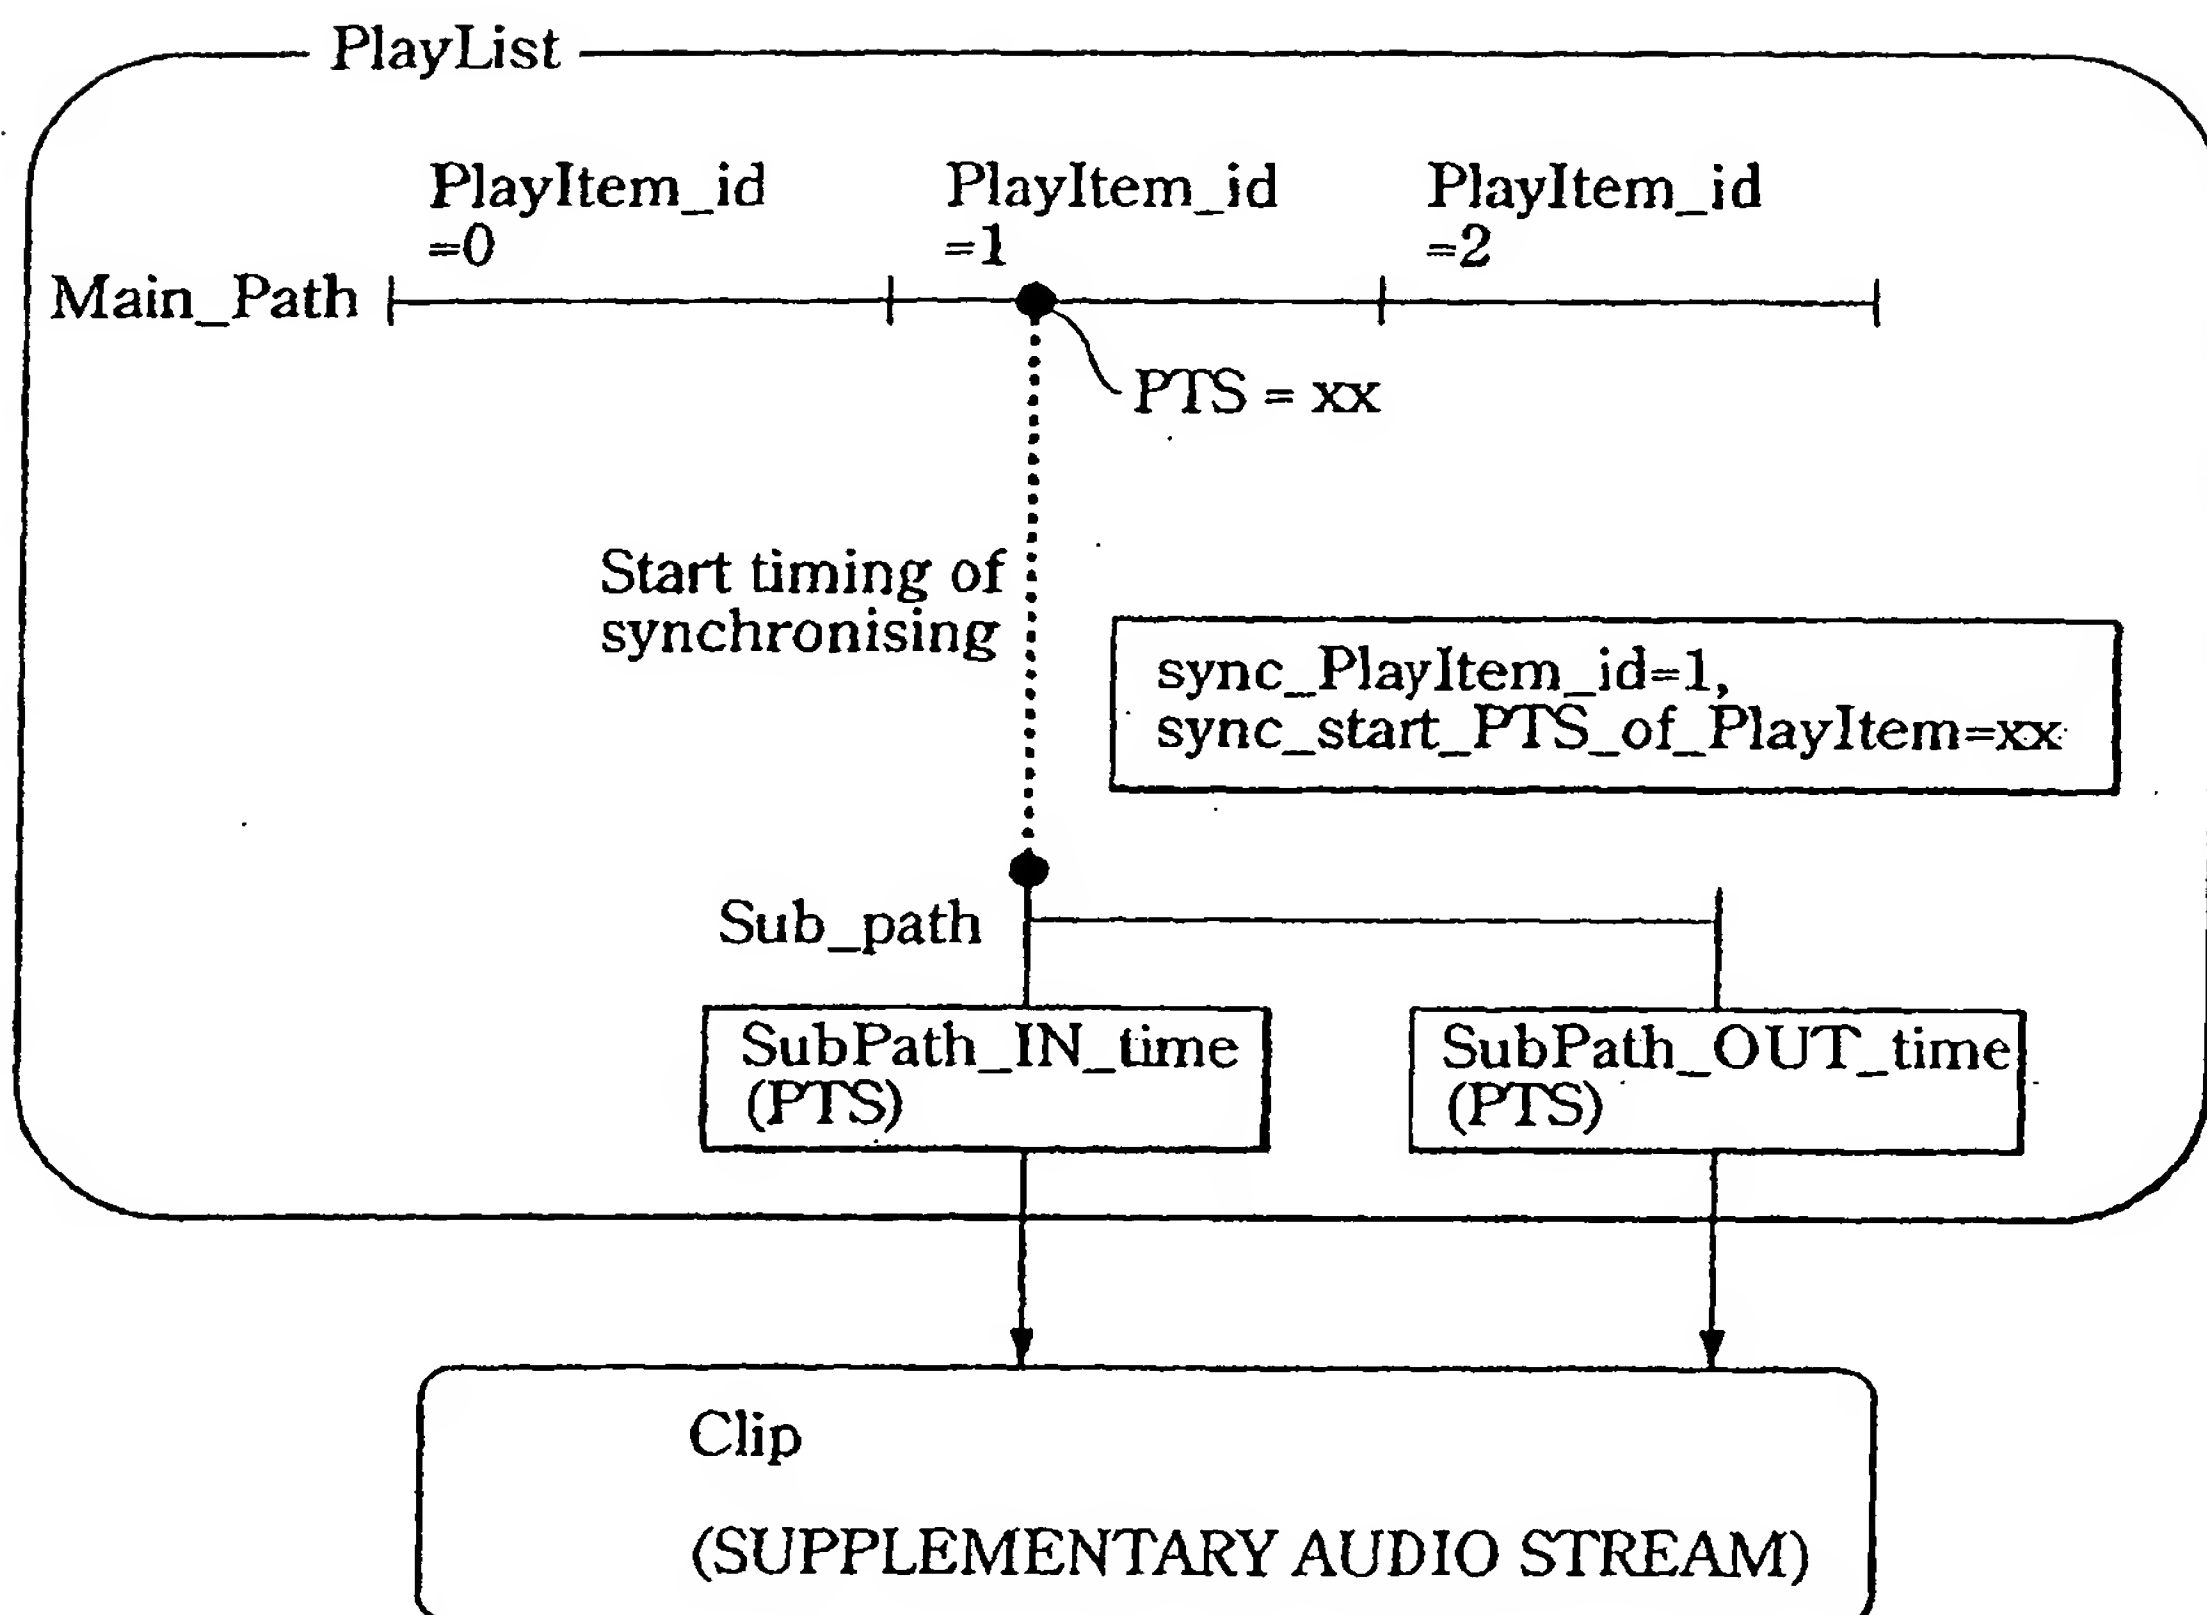 PlayList
PlayItem_id
=0
PlayItem_id
=1
PlayItem_id
=2
Main_Path
PTS = xx
Start timing of
synchronising
sync_PlayItem_id=1,
sync_start_PTS_of_PlayItem=xx
Sub_path
SubPath_IN_time
(PTS)
SubPath_OUT_time
(PTS)
Clip
(SUPPLEMENTARY AUDIO STREAM)